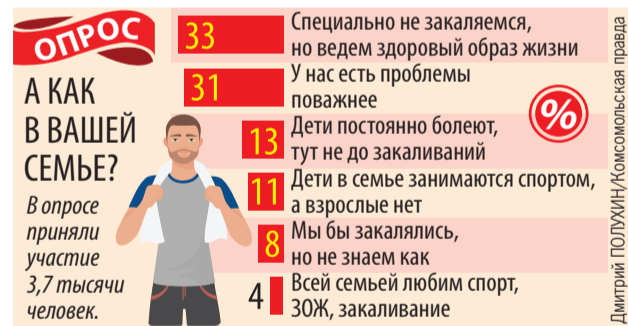 ОПРОС
А КАК
В ВАШЕЙ
СЕМЬЕ?
В опросе
приняли
участие
3,7 тысячи
человек.
33
Специально не закаляемся,
но ведем здоровый образ жизни
31
У нас есть проблемы
поважнее
13
Дети постоянно болеют,
тут не до закаливаний
11
Дети в семье занимаются спортом,
а взрослые нет
8
Мы бы закалялись,
но не знаем как
4
Всей семьей любим спорт,
ЗОЖ, закаливание
%
Дмитрий ПОЛУХИН/Комсомольская правда